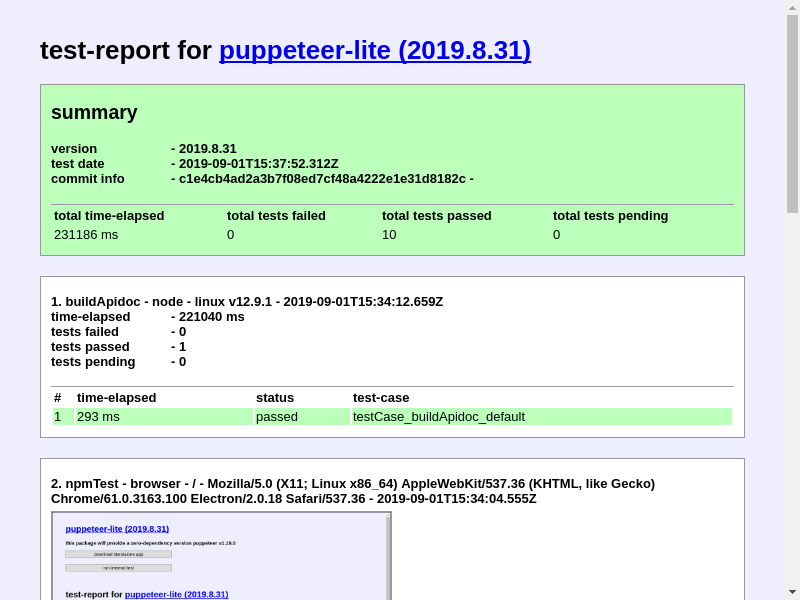 test-report for puppeteer-lite (2019.8.31)
summary
version - 2019.8.31
test date - 2019-09-01T15:37:52.312Z
commit info - c1e4cb4ad2a3b7f08ed7cf48a4222e1e31d8182c -
total time-elapsed total tests failed total tests passed total tests pending
231186 ms 0 10 0
1. buildApidoc - node - linux v12.9.1 - 2019-09-01T15:34:12.659Z
time-elapsed - 221040 ms
tests failed - 0
tests passed - 1
tests pending - 0
# time-elapsed status test-case
1 293 ms passed testCase_buildApidoc_default
2. npmTest - browser - / - Mozilla/5.0 (X11; Linux x86_64) AppleWebKit/537.36 (KHTML, like Gecko)
Chrome/61.0.3163.100 Electron/2.0.18 Safari/537.36 - 2019-09-01T15:34:04.555Z
puppeteer-lite (2019.8.31)
this package will provide a zero-dependency version puppeteer v1.19.0
download standalone app
run internal test
test-report for puppeteer-lite (2019.8.31)